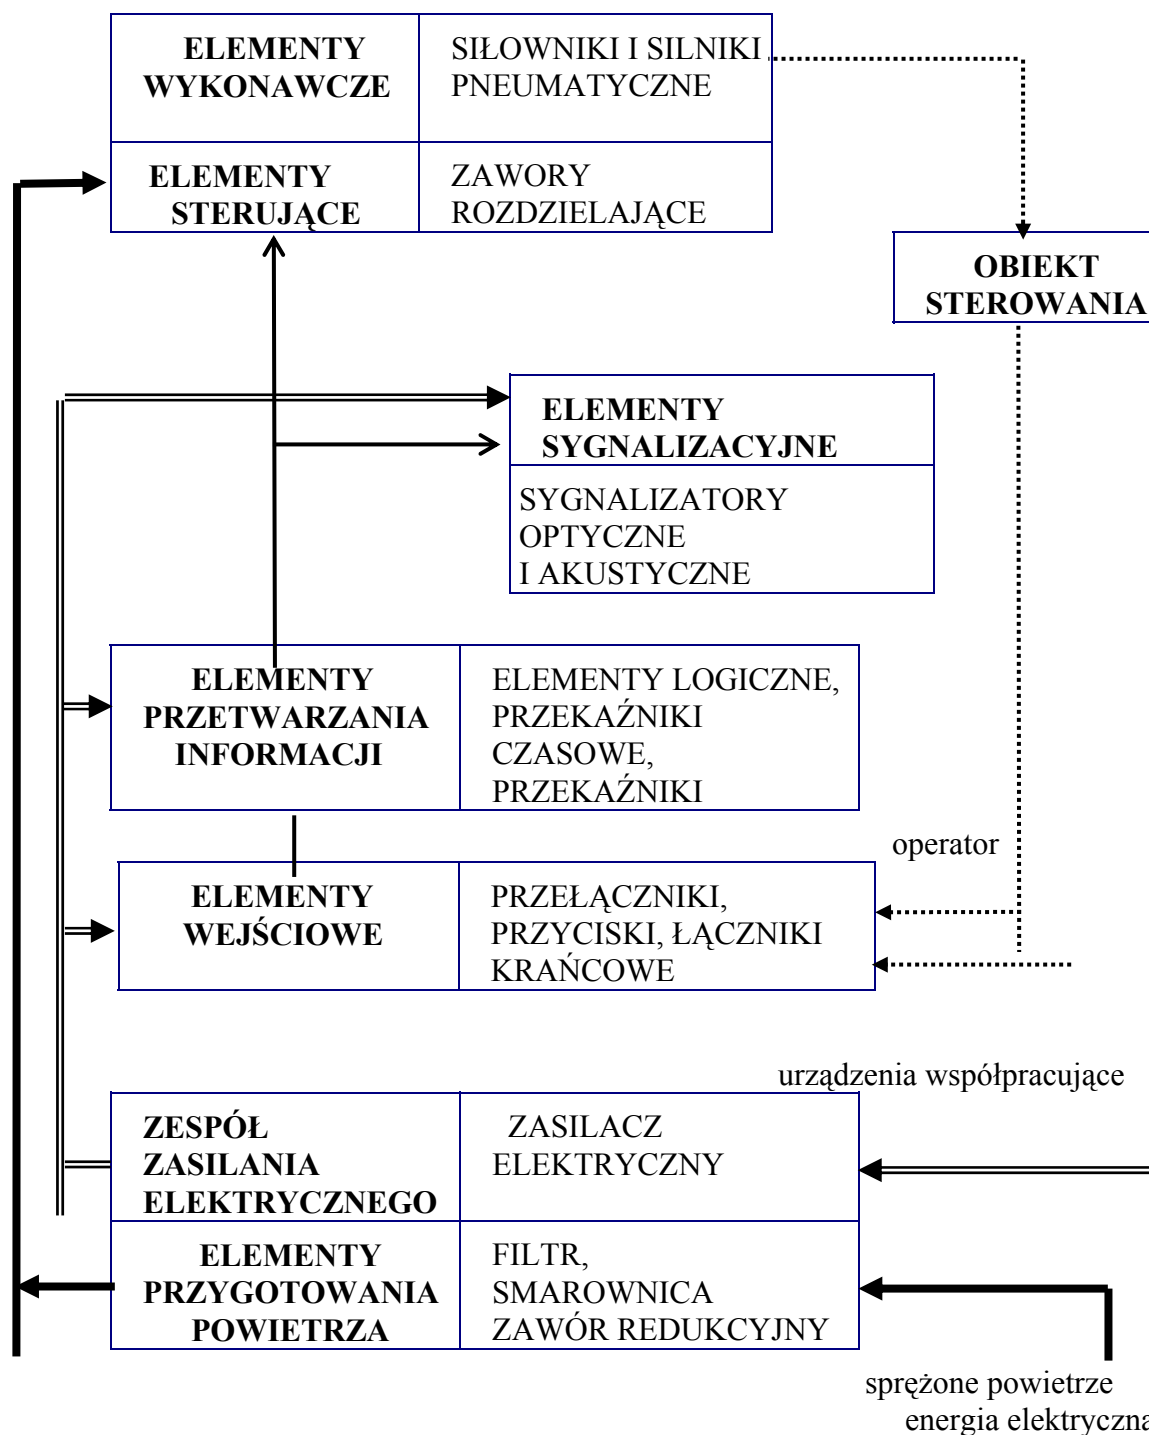 ELEMENTY
WYKONAWCZE
SIŁOWNIKI I SILNIKI
PNEUMATYCZNE
ELEMENTY
STERUJĄCE
ZAWORY
ROZDZIELAJĄCE
OBIEKT
STEROWANIA
ELEMENTY
SYGNALIZACYJNE
SYGNALIZATORY
OPTYCZNE
I AKUSTYCZNE
ELEMENTY
PRZETWARZANIA
INFORMACJI
ELEMENTY LOGICZNE,
PRZEKAŹNIKI
CZASOWE,
PRZEKAŹNIKI
operator
ELEMENTY
WEJŚCIOWE
PRZEŁĄCZNIKI,
PRZYCISKI, ŁĄCZNIKI
KRAŃCOWE
urządzenia współpracujące
ZESPÓŁ
ZASILANIA
ELEKTRYCZNEGO
ZASILACZ
ELEKTRYCZNY
ELEMENTY
PRZYGOTOWANIA
POWIETRZA
FILTR,
SMAROWNICA
ZAWÓR REDUKCYJNY
sprężone powietrze
energia elektryczna